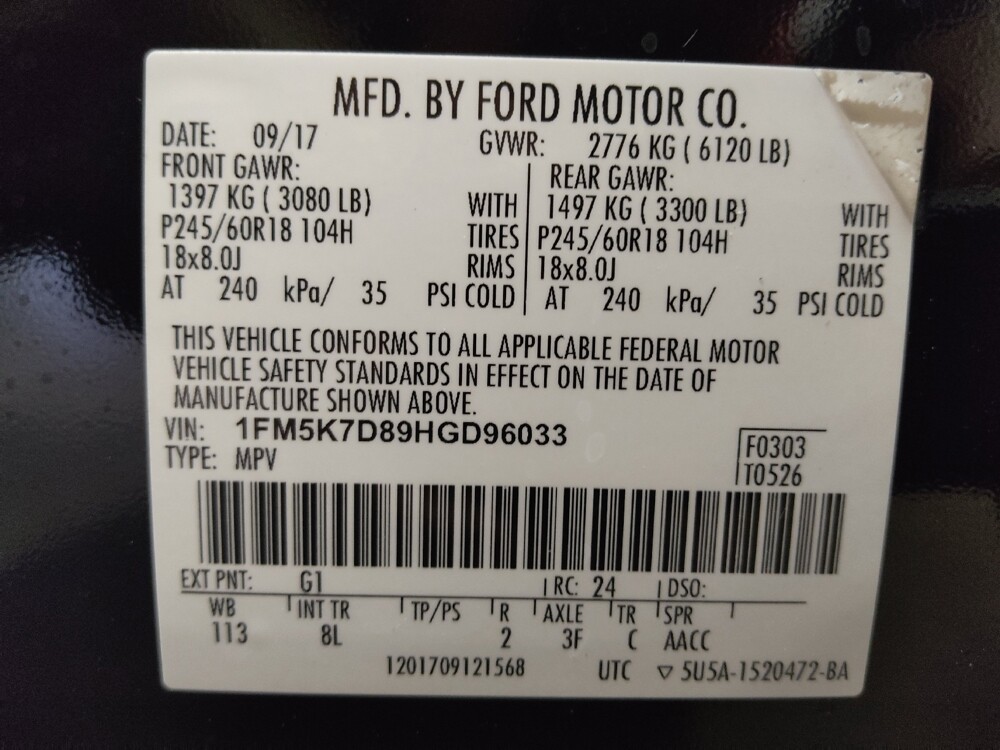 MFD. BY FORD MOTOR CO.
DATE: 09/17 GVWR: 2776 KG ( 6120 LB)
FRONT GAWR: REAR GAWR:
1397 KG ( 3080 LB) WITH 1497 KG ( 3300 LB) WITH
P245/60R18 104H TIRES P245/60R18 104H TIRES
18x8.0J RIMS 18x8.0J RIMS
AT 240 kPa/ 35 PSI COLD AT 240 kPa/ 35 PSI COLD
THIS VEHICLE CONFORMS TO ALL APPLICABLE FEDERAL MOTOR
VEHICLE SAFETY STANDARDS IN EFFECT ON THE DATE OF
MANUFACTURE SHOWN ABOVE.
VIN: 1FM5K7D89HGD96033
TYPE: MPV
F0303
T0526
EXT PNT: G1 RC: 24 DSO:
WB INT TR TP/PS R AXLE TR SPR
113 8L 2 3F C AACC
1201709121568 UTC ▽ 5U5A-1520472-BA